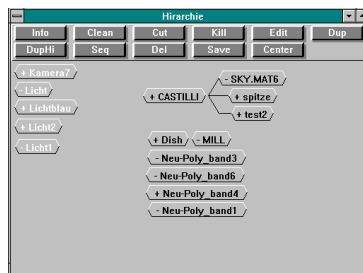 Hirarchie
Info Clean Cut Kill Edit Dup
DupHi Seq Del Save Center
+ Kamera7
- Licht
+ Lichtblau
+ Licht2
- Licht1
+ CASTILLI
- SKY.MAT6
+ spitze
+ test2
+ Dish - MILL
- Neu-Poly_band3
- Neu-Poly_band6
+ Neu-Poly_band4
- Neu-Poly_band1